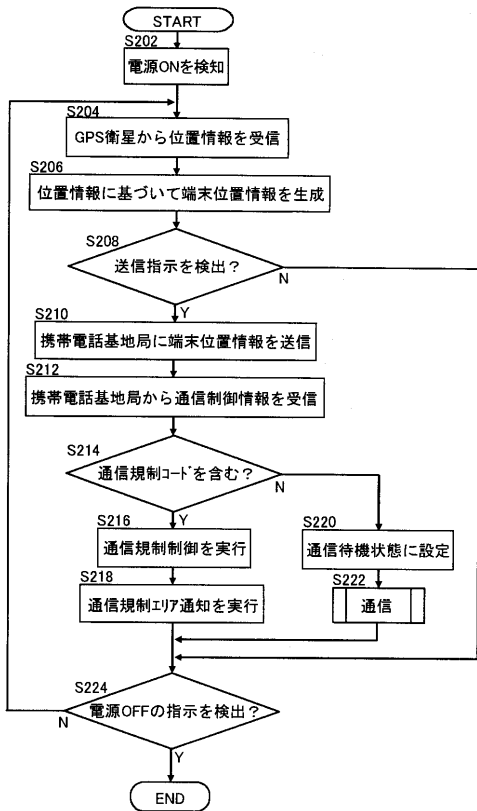 START
S202
電源ONを検知
S204
GPS衛星から位置情報を受信
S206
位置情報に基づいて端末位置情報を生成
S208
送信指示を検出？
N
Y
S210
携帯電話基地局に端末位置情報を送信
S212
携帯電話基地局から通信制御情報を受信
S214
通信規制コードを含む？
N
Y
S216
通信規制制御を実行
S220
通信待機状態に設定
S218
通信規制エリア通知を実行
S222
通信
S224
電源OFFの指示を検出？
N
Y
END